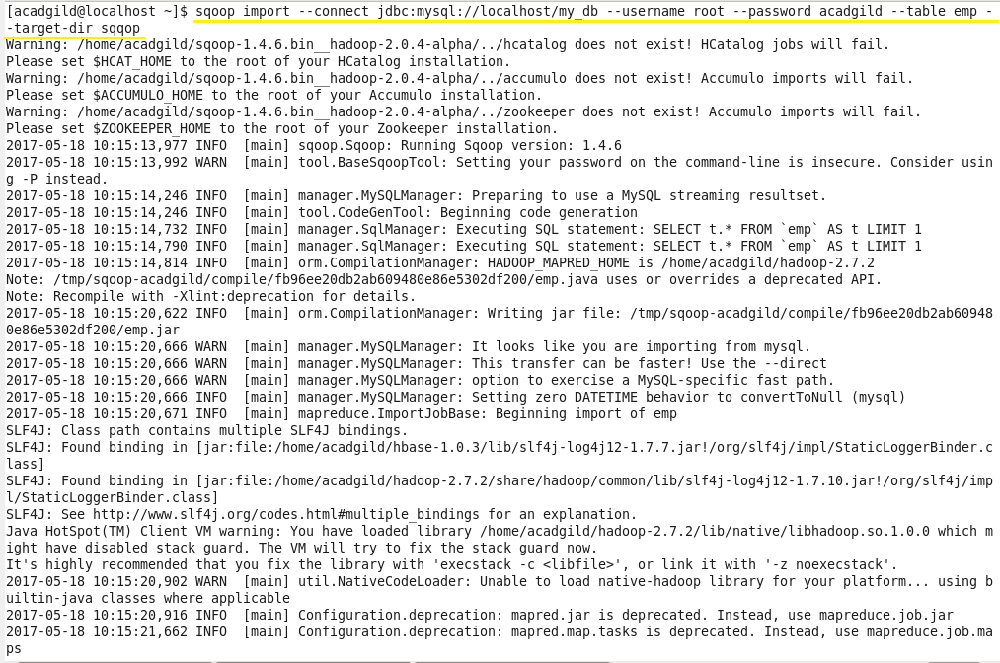 [acadgild@localhost ~]$ sqoop import --connect jdbc:mysql://localhost/my_db --username root --password acadgild --table emp -
-target-dir sqqop
Warning: /home/acadgild/sqoop-1.4.6.bin__hadoop-2.0.4-alpha/../hcatalog does not exist! HCatalog jobs will fail.
Please set $HCAT_HOME to the root of your HCatalog installation.
Warning: /home/acadgild/sqoop-1.4.6.bin__hadoop-2.0.4-alpha/../accumulo does not exist! Accumulo imports will fail.
Please set $ACCUMULO_HOME to the root of your Accumulo installation.
Warning: /home/acadgild/sqoop-1.4.6.bin__hadoop-2.0.4-alpha/../zookeeper does not exist! Accumulo imports will fail.
Please set $ZOOKEEPER_HOME to the root of your Zookeeper installation.
2017-05-18 10:15:13,977 INFO  [main] sqoop.Sqoop: Running Sqoop version: 1.4.6
2017-05-18 10:15:13,992 WARN  [main] tool.BaseSqoopTool: Setting your password on the command-line is insecure. Consider usin
g -P instead.
2017-05-18 10:15:14,246 INFO  [main] manager.MySQLManager: Preparing to use a MySQL streaming resultset.
2017-05-18 10:15:14,246 INFO  [main] tool.CodeGenTool: Beginning code generation
2017-05-18 10:15:14,732 INFO  [main] manager.SqlManager: Executing SQL statement: SELECT t.* FROM `emp` AS t LIMIT 1
2017-05-18 10:15:14,790 INFO  [main] manager.SqlManager: Executing SQL statement: SELECT t.* FROM `emp` AS t LIMIT 1
2017-05-18 10:15:14,814 INFO  [main] orm.CompilationManager: HADOOP_MAPRED_HOME is /home/acadgild/hadoop-2.7.2
Note: /tmp/sqoop-acadgild/compile/fb96ee20db2ab609480e86e5302df200/emp.java uses or overrides a deprecated API.
Note: Recompile with -Xlint:deprecation for details.
2017-05-18 10:15:20,622 INFO  [main] orm.CompilationManager: Writing jar file: /tmp/sqoop-acadgild/compile/fb96ee20db2ab60948
0e86e5302df200/emp.jar
2017-05-18 10:15:20,666 WARN  [main] manager.MySQLManager: It looks like you are importing from mysql.
2017-05-18 10:15:20,666 WARN  [main] manager.MySQLManager: This transfer can be faster! Use the --direct
2017-05-18 10:15:20,666 WARN  [main] manager.MySQLManager: option to exercise a MySQL-specific fast path.
2017-05-18 10:15:20,666 INFO  [main] manager.MySQLManager: Setting zero DATETIME behavior to convertToNull (mysql)
2017-05-18 10:15:20,671 INFO  [main] mapreduce.ImportJobBase: Beginning import of emp
SLF4J: Class path contains multiple SLF4J bindings.
SLF4J: Found binding in [jar:file:/home/acadgild/hbase-1.0.3/lib/slf4j-log4j12-1.7.7.jar!/org/slf4j/impl/StaticLoggerBinder.c
lass]
SLF4J: Found binding in [jar:file:/home/acadgild/hadoop-2.7.2/share/hadoop/common/lib/slf4j-log4j12-1.7.10.jar!/org/slf4j/imp
l/StaticLoggerBinder.class]
SLF4J: See http://www.slf4j.org/codes.html#multiple_bindings for an explanation.
Java HotSpot(TM) Client VM warning: You have loaded library /home/acadgild/hadoop-2.7.2/lib/native/libhadoop.so.1.0.0 which m
ight have disabled stack guard. The VM will try to fix the stack guard now.
It's highly recommended that you fix the library with 'execstack -c <libfile>', or link it with '-z noexecstack'.
2017-05-18 10:15:20,902 WARN  [main] util.NativeCodeLoader: Unable to load native-hadoop library for your platform... using b
uiltin-java classes where applicable
2017-05-18 10:15:20,916 INFO  [main] Configuration.deprecation: mapred.jar is deprecated. Instead, use mapreduce.job.jar
2017-05-18 10:15:21,662 INFO  [main] Configuration.deprecation: mapred.map.tasks is deprecated. Instead, use mapreduce.job.ma
ps